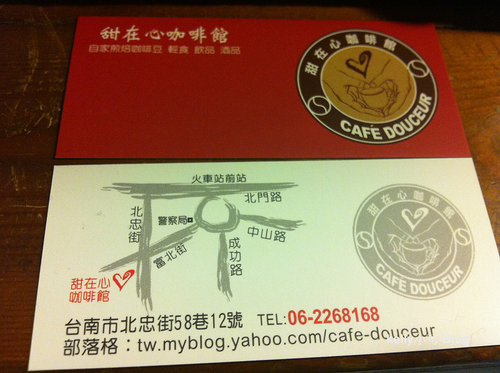 甜在心咖啡館
自家煎焙咖啡豆 輕食 飲品 酒品
甜在心咖啡館
CAFÉ DOUCEUR
火車站前站
北門路
北忠街
警察局
中山路
富北街
成功路
甜在心
咖啡館
甜在心咖啡館
CAFÉ DOUCEUR
台南市北忠街58巷12號 TEL:06-2268168
部落格：tw.myblog.yahoo.com/cafe-douceur